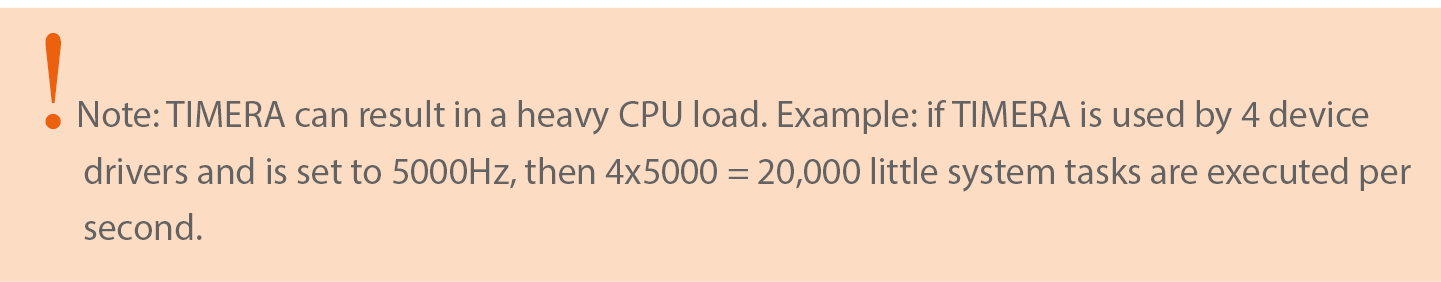 ! Note: TIMERA can result in a heavy CPU load. Example: if TIMERA is used by 4 device
drivers and is set to 5000Hz, then 4x5000 = 20,000 little system tasks are executed per
second.